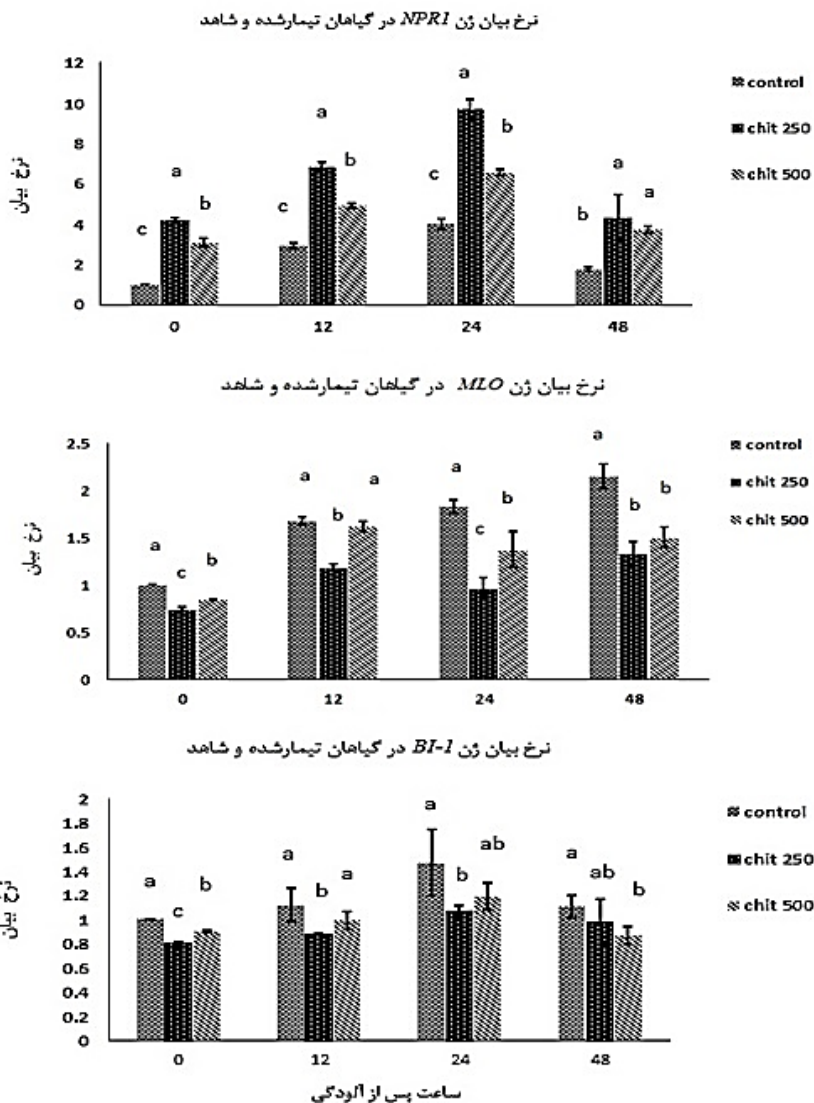 نرخ بیان ژن NPR1 در گیاهان تیمارشده و شاهد
12
10
8
6
4
2
0
نرخ بیان
c a b
c a b
c a b
b a a
0 12 24 48
control
chit 250
chit 500
نرخ بیان ژن MLO در گیاهان تیمارشده و شاهد
2.5
2
1.5
1
0.5
0
نرخ بیان
a c b
a b a
a c b
a b b
0 12 24 48
control
chit 250
chit 500
نرخ بیان ژن BI-1 در گیاهان تیمارشده و شاهد
2
1.8
1.6
1.4
1.2
1
0.8
0.6
0.4
0.2
0
نرخ بیان
a c b
a b a
a b ab
a ab b
0 12 24 48
control
chit 250
chit 500
ساعت پس از آلودگی